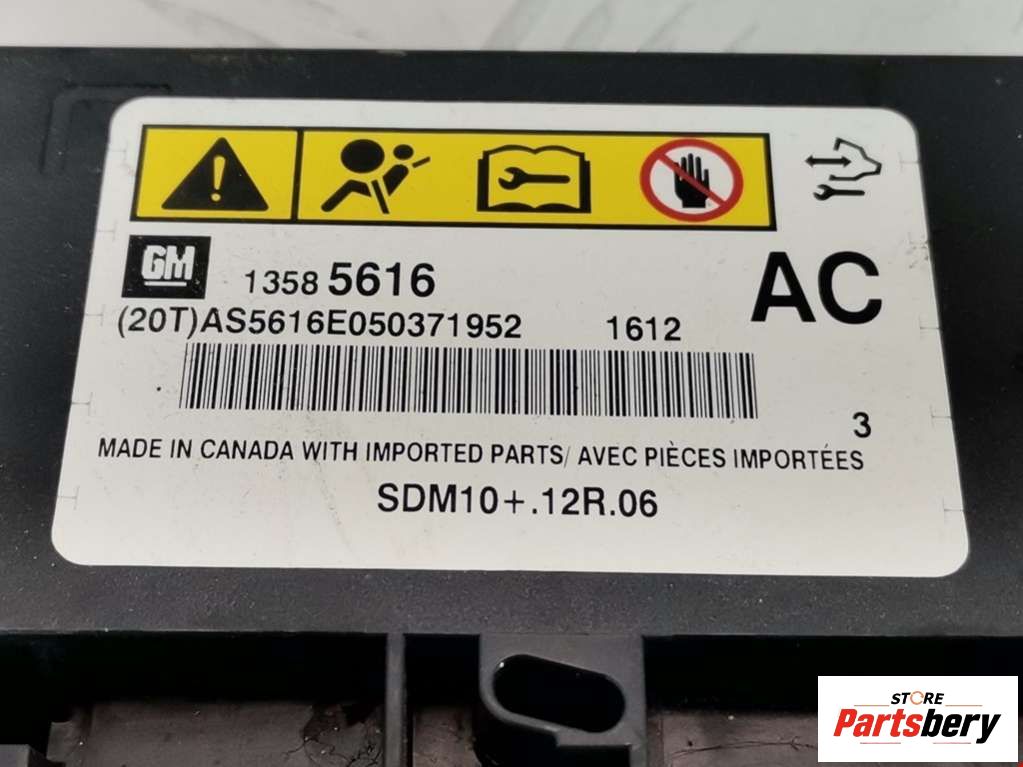 GM 1358 5616 AC
(20T)AS5616E050371952 1612
3
MADE IN CANADA WITH IMPORTED PARTS/ AVEC PIÈCES IMPORTÉES
SDM10+.12R.06
STORE
Partsbery